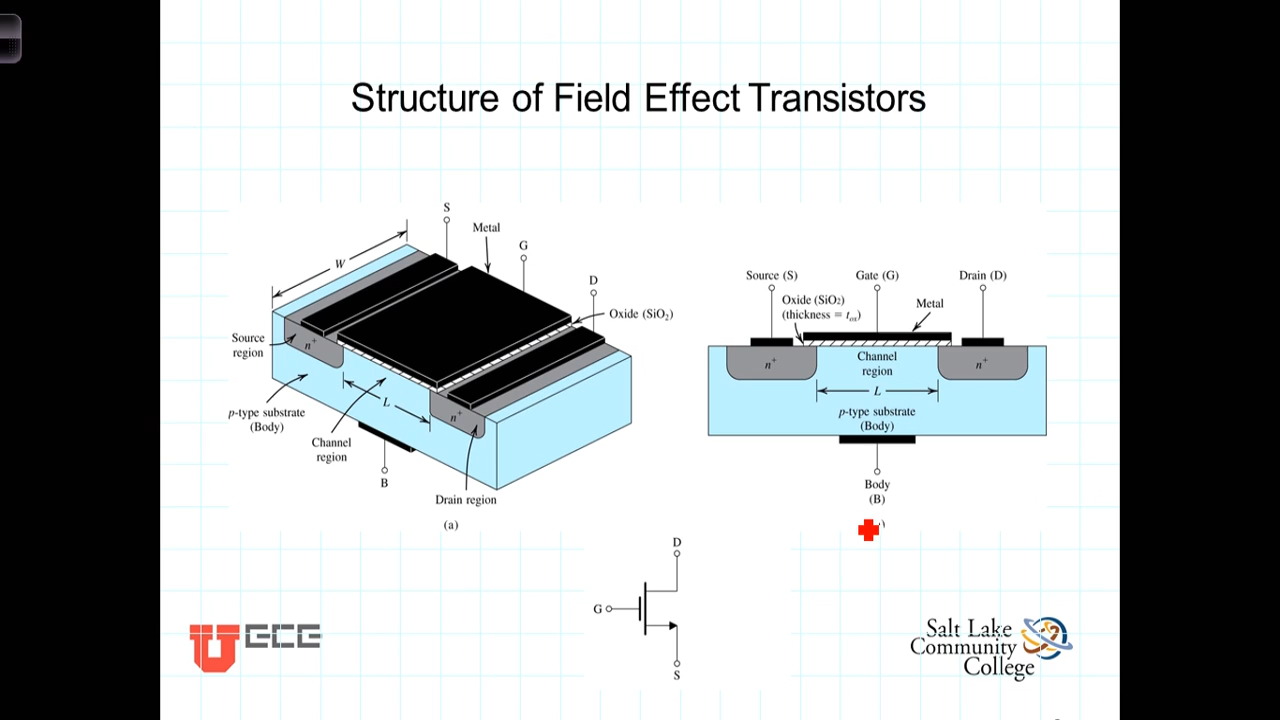 Structure of Field Effect Transistors
S
Metal
G
W
D
Oxide (SiO2)
Source
region
n+
L
n+
p-type substrate
(Body)
Channel
region
B
Drain region
(a)
Source (S)
Gate (G)
Drain (D)
Oxide (SiO2)
(thickness = tox)
Metal
n+
Channel
region
n+
L
p-type substrate
(Body)
Body
(B)
D
G
S
U ECE
Salt Lake
Community
College